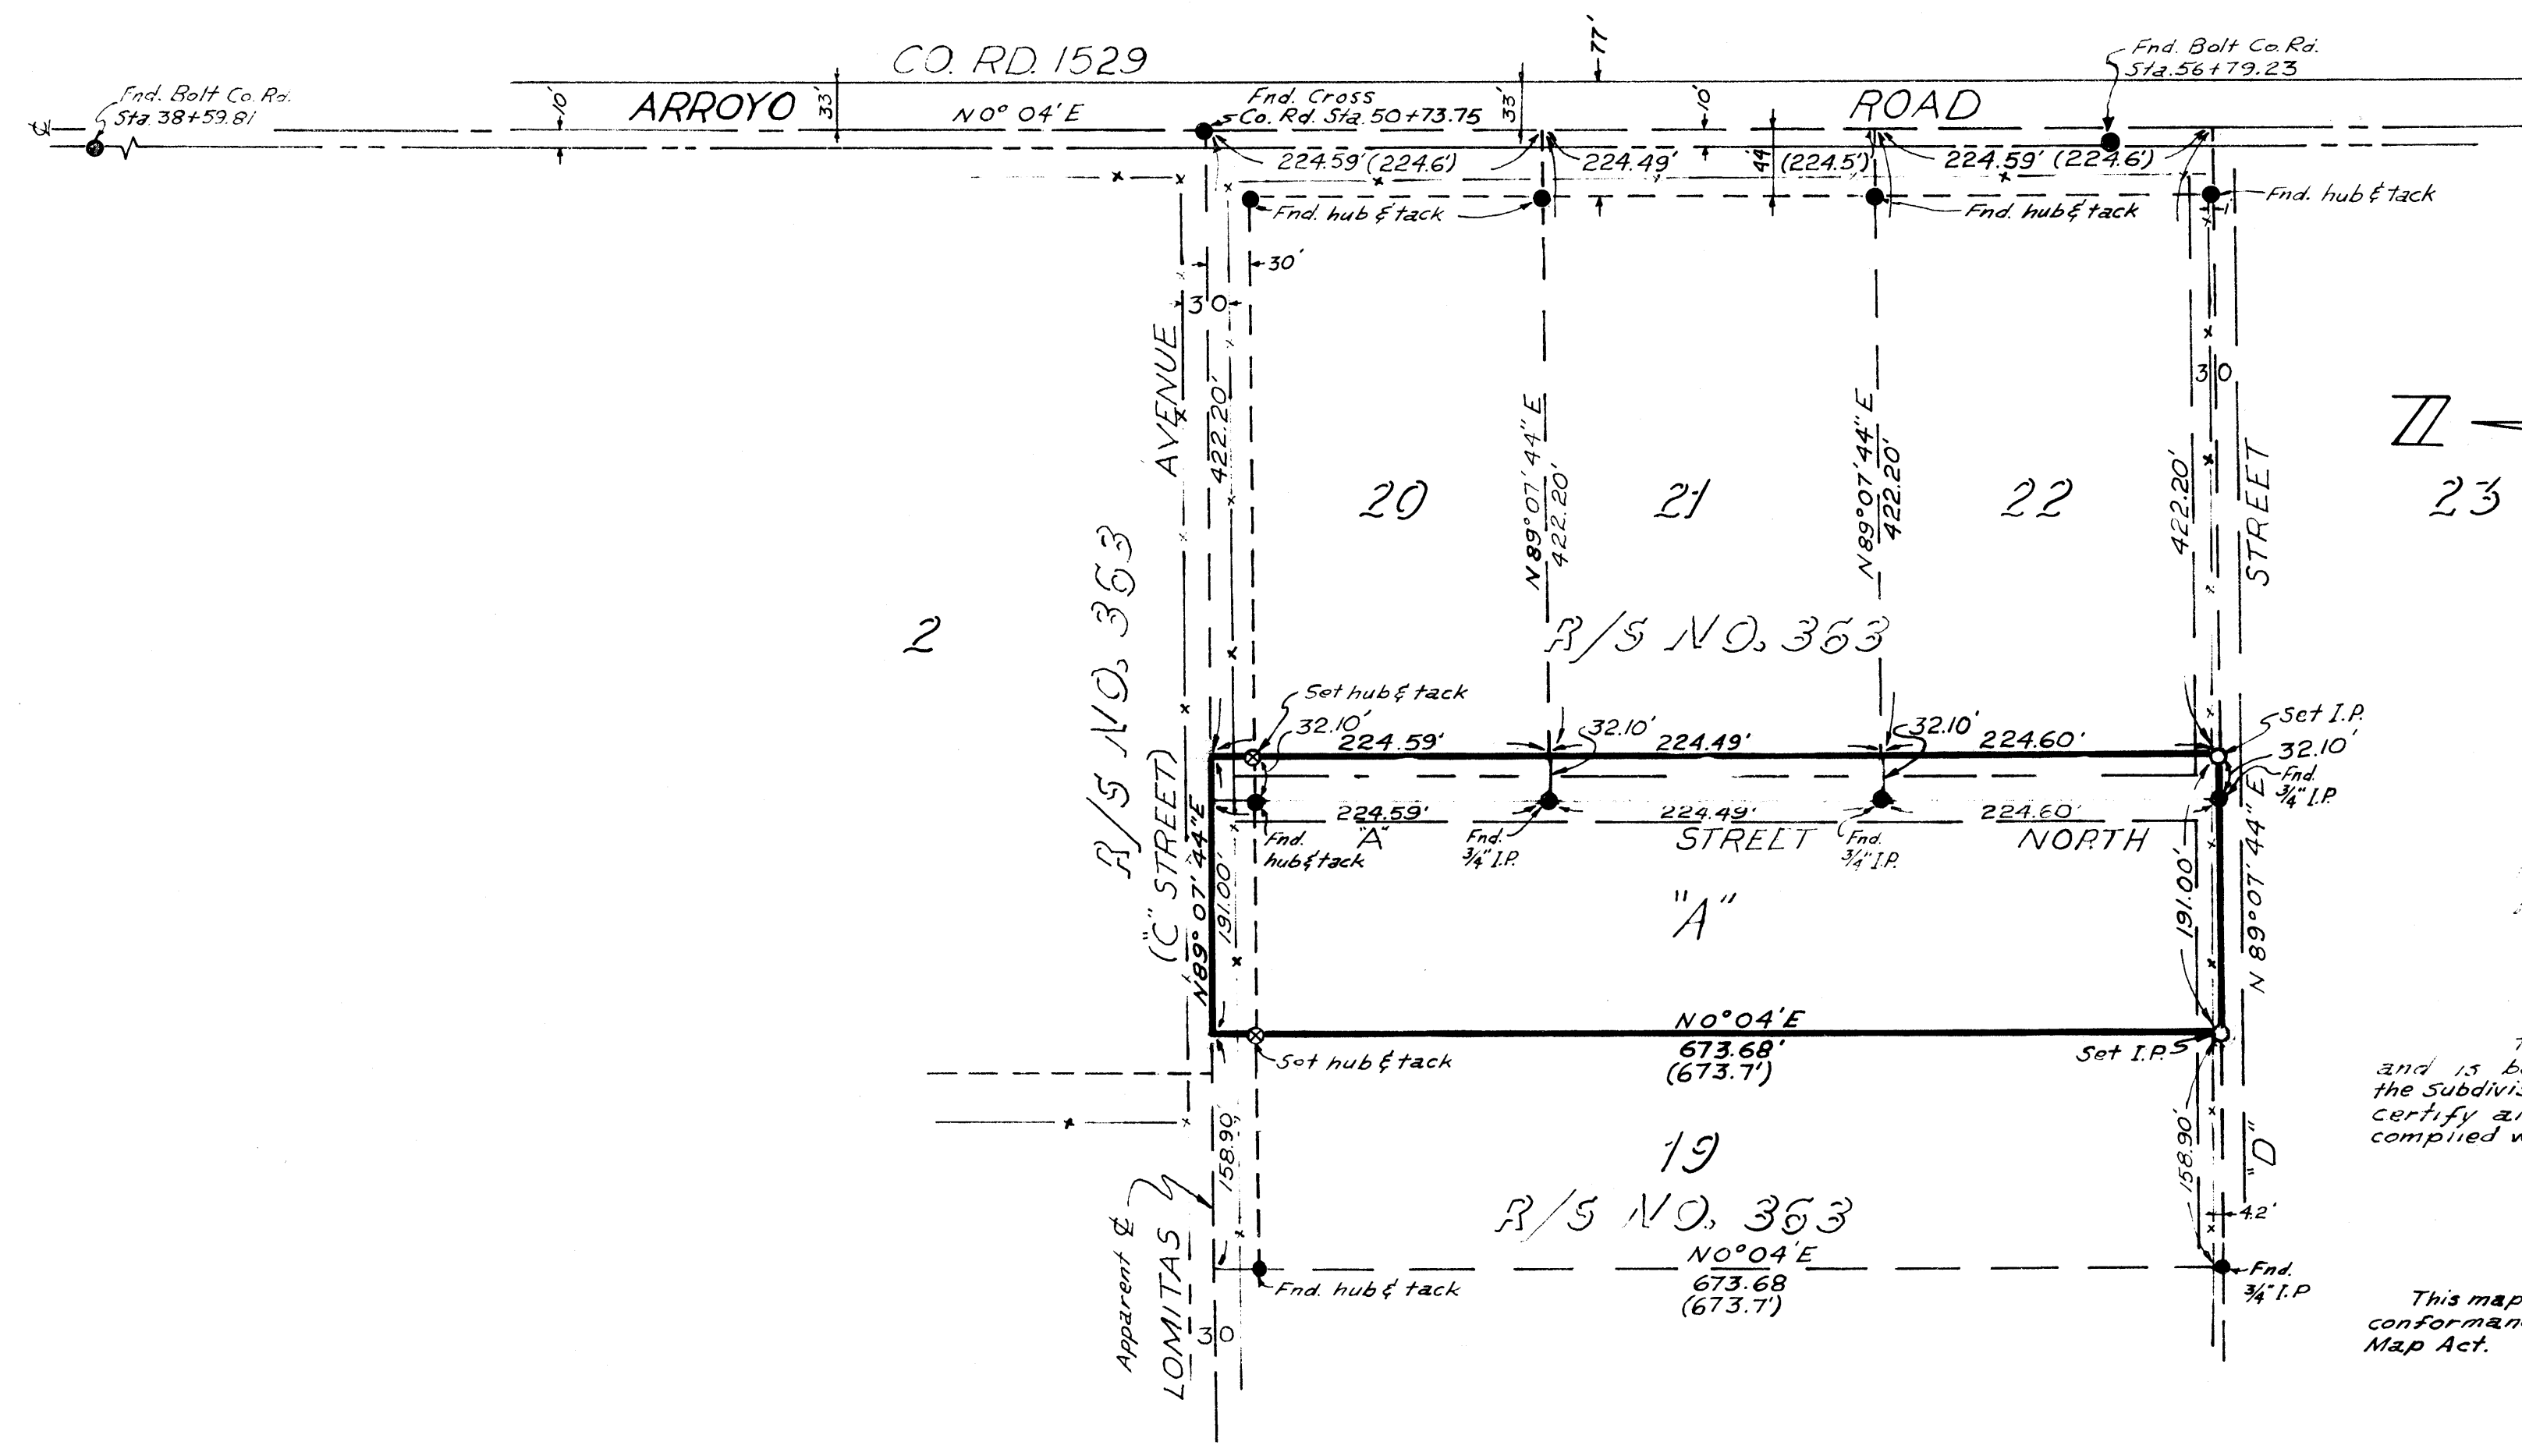 CO. RD. 1529
Fnd. Bolt Co. Rd.
Sta. 38+59.81
10'
ARROYO
33'
N0° 04' E
Fnd. Cross
Co. Rd. Sta. 50+73.75
33'
77'
10'
ROAD
Fnd. Bolt Co. Rd.
Sta. 56+79.23
224.59' (224.6')
224.49'
44'
(224.5')
224.59' (224.6')
Fnd. hub & tack
Fnd. hub & tack
Fnd. hub & tack
1'
30'
30
30
AVENUE
422.20'
N89°07'44"E
422.20'
N89°07'44"E
422.20'
422.20'
STREET
20
21
22
23
2
R/S NO. 363
R/S NO. 363
Set hub & tack
32.10'
224.59'
32.10'
224.49'
32.10'
224.60'
Set I.P.
32.10'
Fnd.
3/4" I.P.
224.59'
224.49'
224.60'
Fnd.
hub & tack
"A"
Fnd.
3/4" I.P.
STREET
Fnd.
3/4" I.P.
NORTH
("C" STREET)
N89° 07' 44"E
191.00'
"A"
191.00'
N 89°07'44"E
N0°04'E
673.68'
(673.7')
Set hub & tack
Set I.P.
and is
the Subdivis
certify
complied w
158.90'
19
R/S NO. 363
158.90'
"D"
4.2'
Apparent ℄
LOMITAS
N0°04'E
673.68
(673.7')
Fnd. hub & tack
Fnd.
3/4" I.P
30
This map
conforman
Map Act.